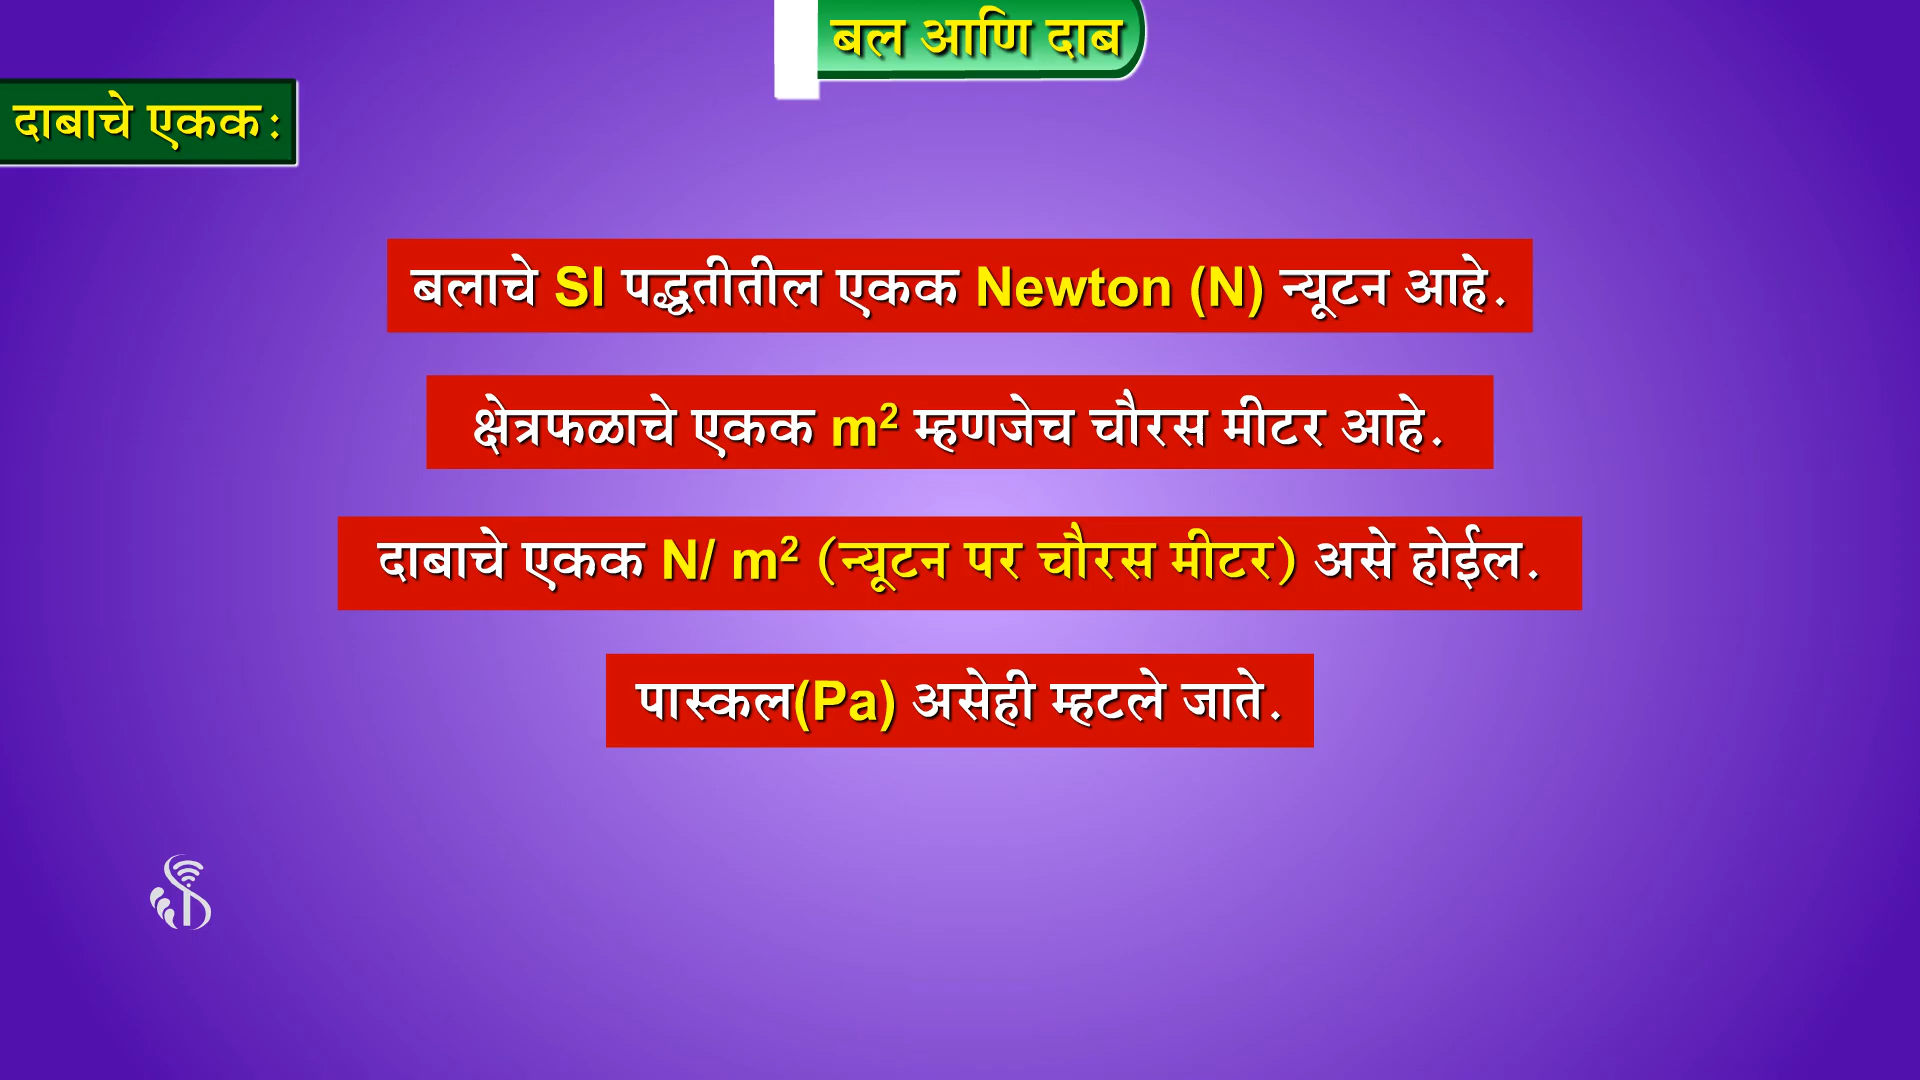 बल आणि दाब
दाबाचे एकक:
बलाचे SI पद्धतीतील एकक Newton (N) न्यूटन आहे.
क्षेत्रफळाचे एकक m² म्हणजेच चौरस मीटर आहे.
दाबाचे एकक N/ m² (न्यूटन पर चौरस मीटर) असे होईल.
पास्कल(Pa) असेही म्हटले जाते.